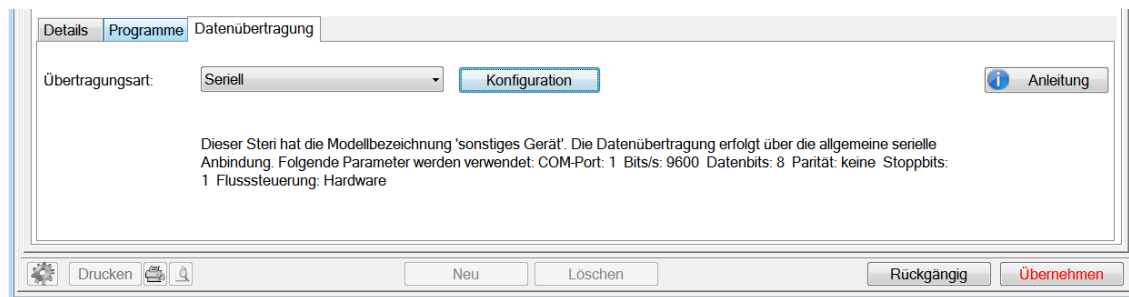 Details Programme Datenübertragung
Übertragungsart: Seriell Konfiguration Anleitung
Dieser Steri hat die Modellbezeichnung 'sonstiges Gerät'. Die Datenübertragung erfolgt über die allgemeine serielle
Anbindung. Folgende Parameter werden verwendet: COM-Port: 1 Bits/s: 9600 Datenbits: 8 Parität: keine Stoppbits:
1 Flusssteuerung: Hardware
Drucken Neu Löschen Rückgängig Übernehmen